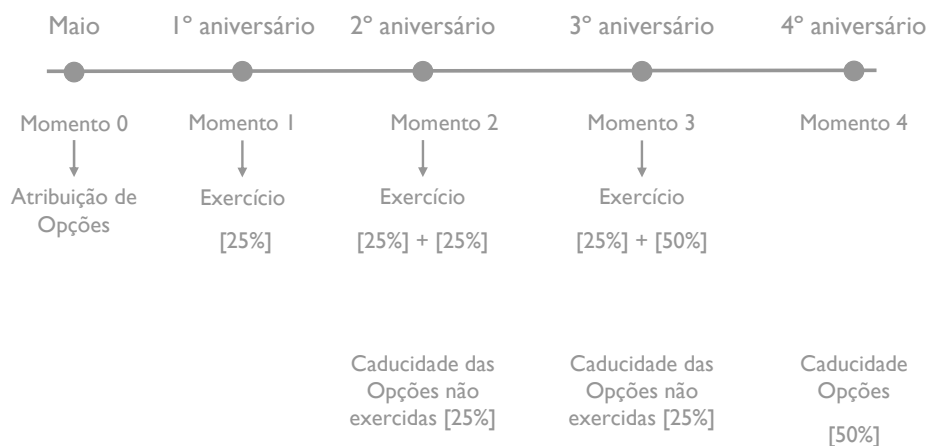 Maio
1º aniversário
2º aniversário
3º aniversário
4º aniversário
Momento 0
Momento 1
Momento 2
Momento 3
Momento 4
Atribuição de
Opções
Exercício
[25%]
Exercício
[25%] + [25%]
Exercício
[25%] + [50%]
Caducidade das
Opções não
exercidas [25%]
Caducidade das
Opções não
exercidas [25%]
Caducidade
Opções
[50%]